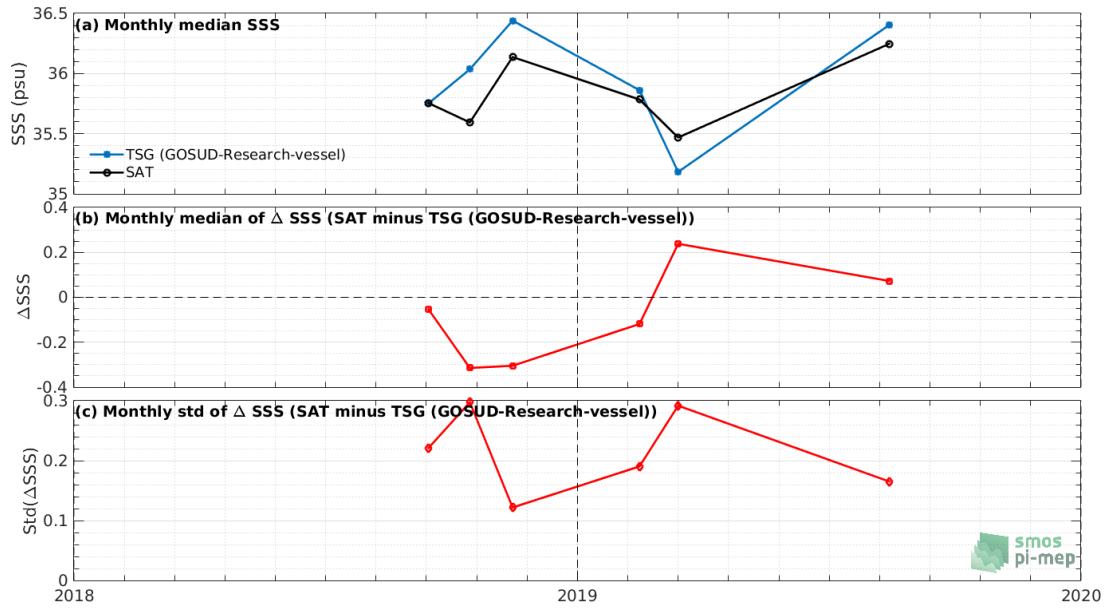 (a) Monthly median SSS
36.5
36
35.5
35
SSS (psu)
TSG (GOSUD-Research-vessel)
SAT
(b) Monthly median of Δ SSS (SAT minus TSG (GOSUD-Research-vessel))
0.4
0.2
0
-0.2
-0.4
ΔSSS
(c) Monthly std of Δ SSS (SAT minus TSG (GOSUD-Research-vessel))
0.3
0.2
0.1
0
Std(ΔSSS)
2018
2019
2020
smos
pi-mep